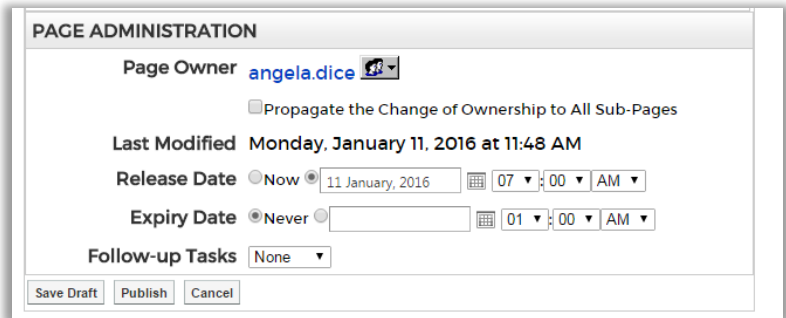 PAGE ADMINISTRATION
Page Owner angela.dice
Propagate the Change of Ownership to All Sub-Pages
Last Modified Monday, January 11, 2016 at 11:48 AM
Release Date Now 11 January, 2016 07 : 00 AM
Expiry Date Never 01 : 00 AM
Follow-up Tasks None
Save Draft Publish Cancel